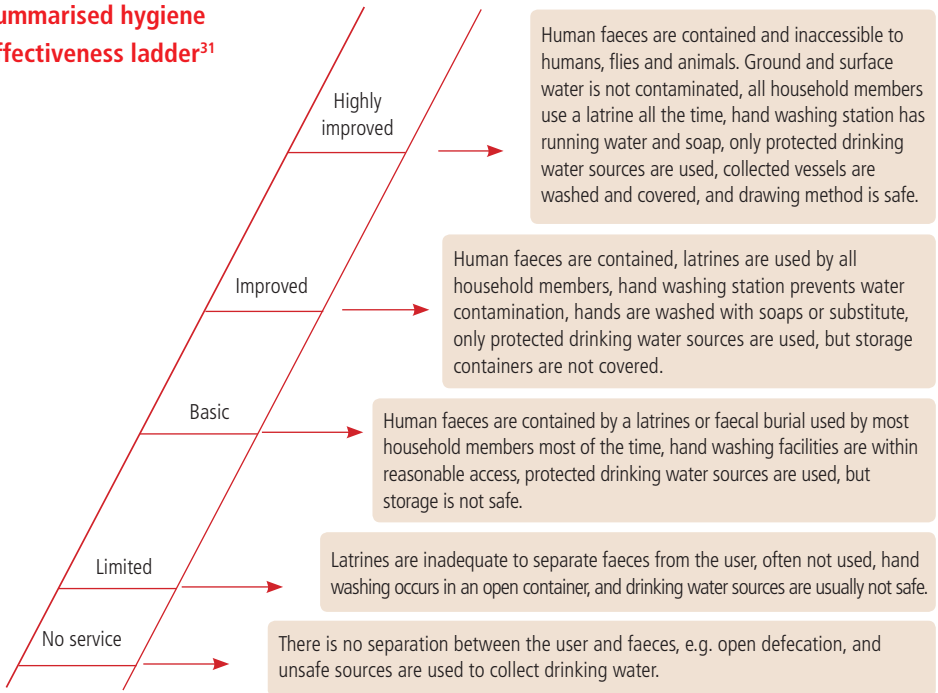 ummarised hygiene
ffectiveness ladder31
Highly
improved
Human faeces are contained and inaccessible to
humans, flies and animals. Ground and surface
water is not contaminated, all household members
use a latrine all the time, hand washing station has
running water and soap, only protected drinking
water sources are used, collected vessels are
washed and covered, and drawing method is safe.
Improved
Human faeces are contained, latrines are used by all
household members, hand washing station prevents water
contamination, hands are washed with soaps or substitute,
only protected drinking water sources are used, but storage
containers are not covered.
Basic
Human faeces are contained by a latrines or faecal burial used by most
household members most of the time, hand washing facilities are within
reasonable access, protected drinking water sources are used, but
storage is not safe.
Limited
Latrines are inadequate to separate faeces from the user, often not used, hand
washing occurs in an open container, and drinking water sources are usually not safe.
No service
There is no separation between the user and faeces, e.g. open defecation, and
unsafe sources are used to collect drinking water.